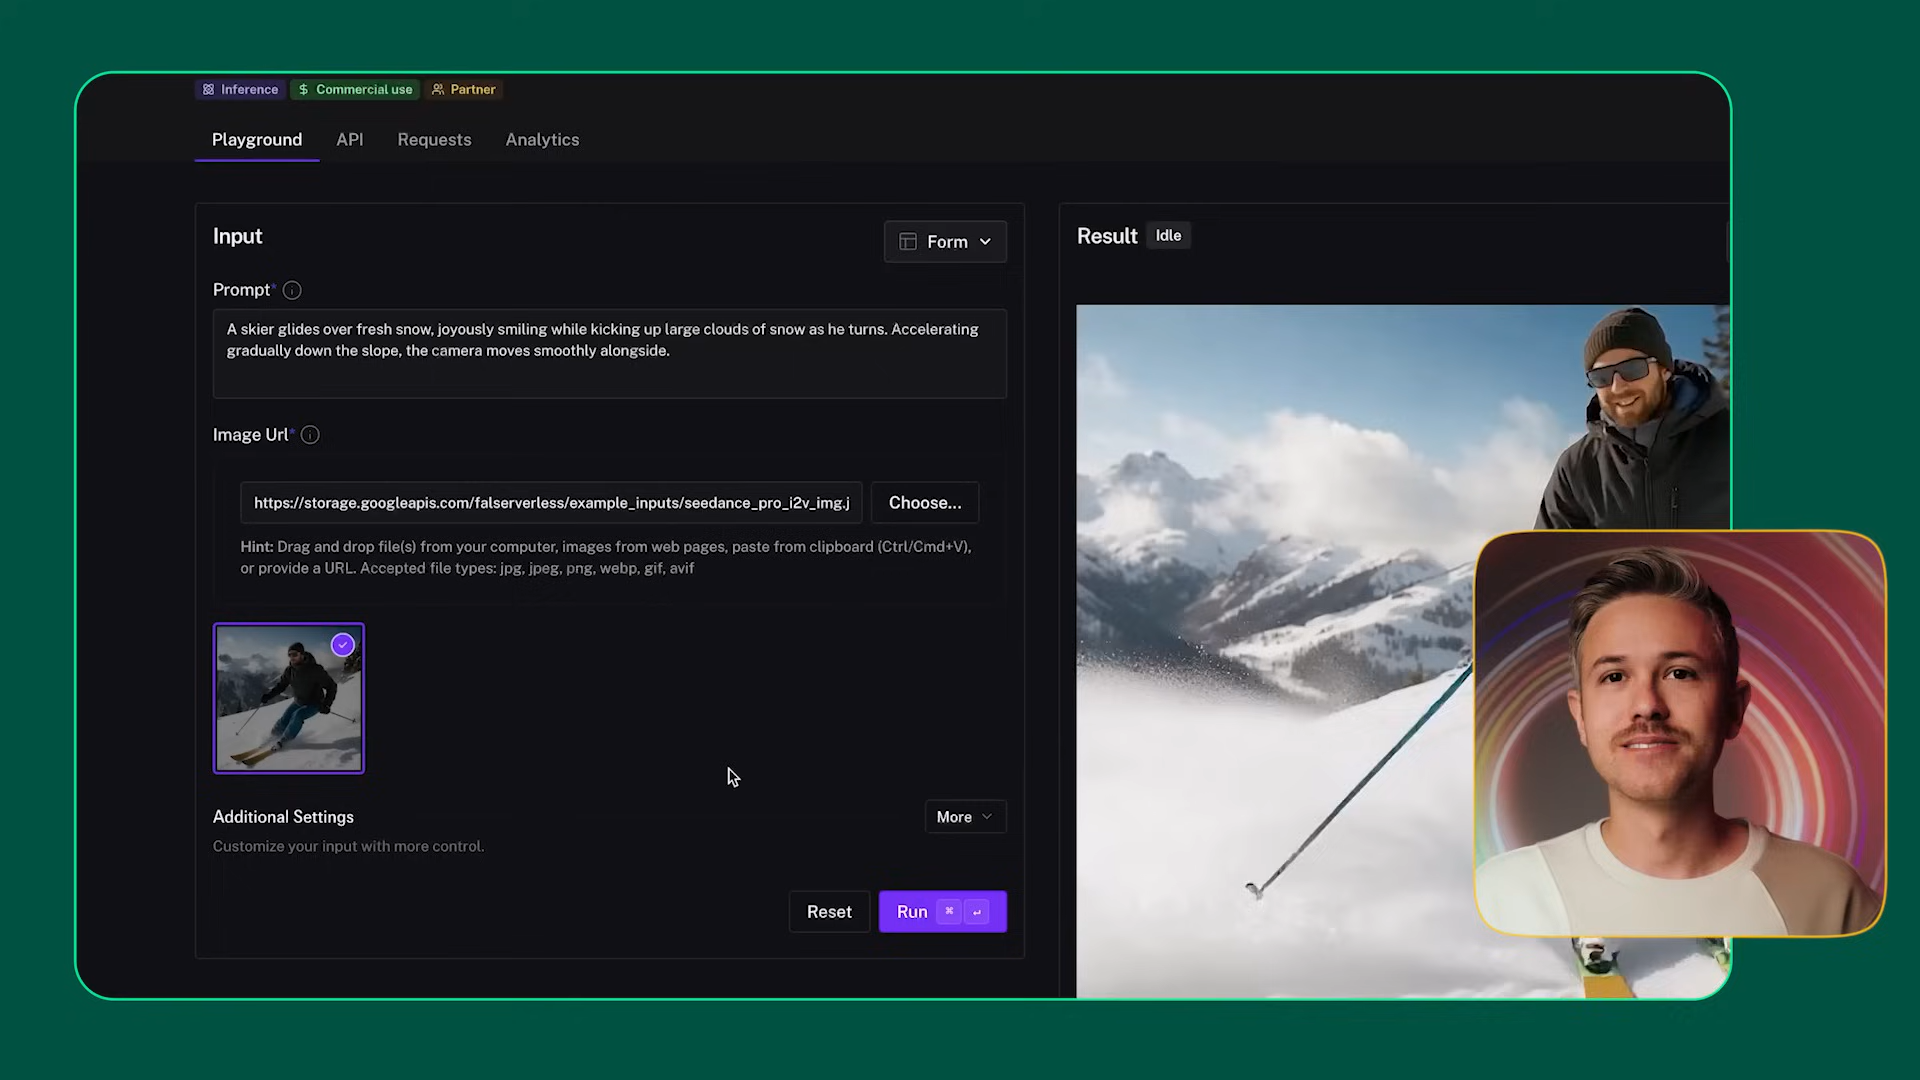 Inference
Commercial use
Partner
Playground
API
Requests
Analytics
Input
Form
Prompt*
A skier glides over fresh snow, joyously smiling while kicking up large clouds of snow as he turns. Accelerating
gradually down the slope, the camera moves smoothly alongside.
Image Url*
https://storage.googleapis.com/falserverless/example_inputs/seedance_pro_i2v_img.j
Choose...
Hint: Drag and drop file(s) from your computer, images from web pages, paste from clipboard (Ctrl/Cmd+V),
or provide a URL. Accepted file types: jpg, jpeg, png, webp, gif, avif
Additional Settings
More
Customize your input with more control.
Reset
Run ⌘ ↵
Result
Idle